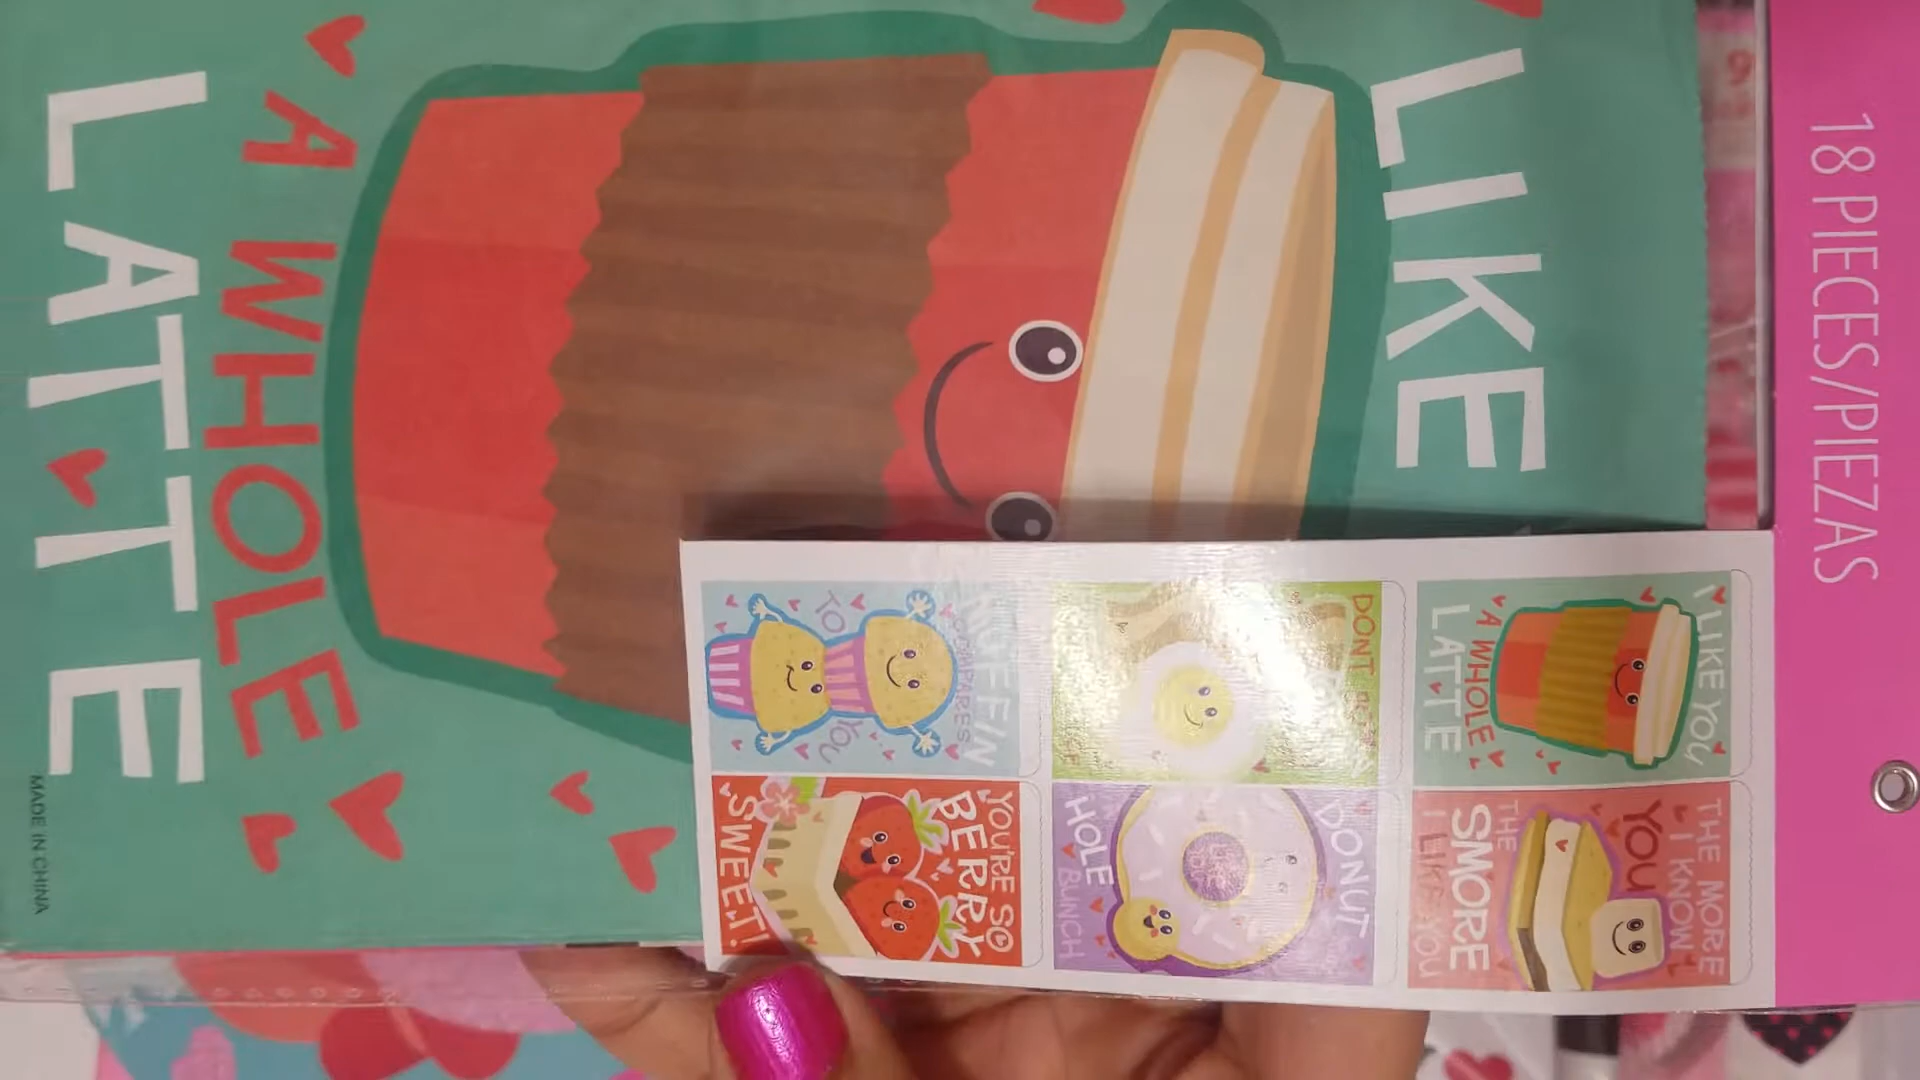 18 PIECES/PIEZAS
LIKE
A WHOLE
LATTE
MADE IN CHINA
I LIKE YOU
A WHOLE
LATTE
THE MORE
I KNOW
YOU
THE
SMORE
I LIKE YOU
DONT
DONUT
HOLE
BUNCH
MUFFIN
COMPARES
TO
YOU
YOU'RE SO
BERRY
SWEET!